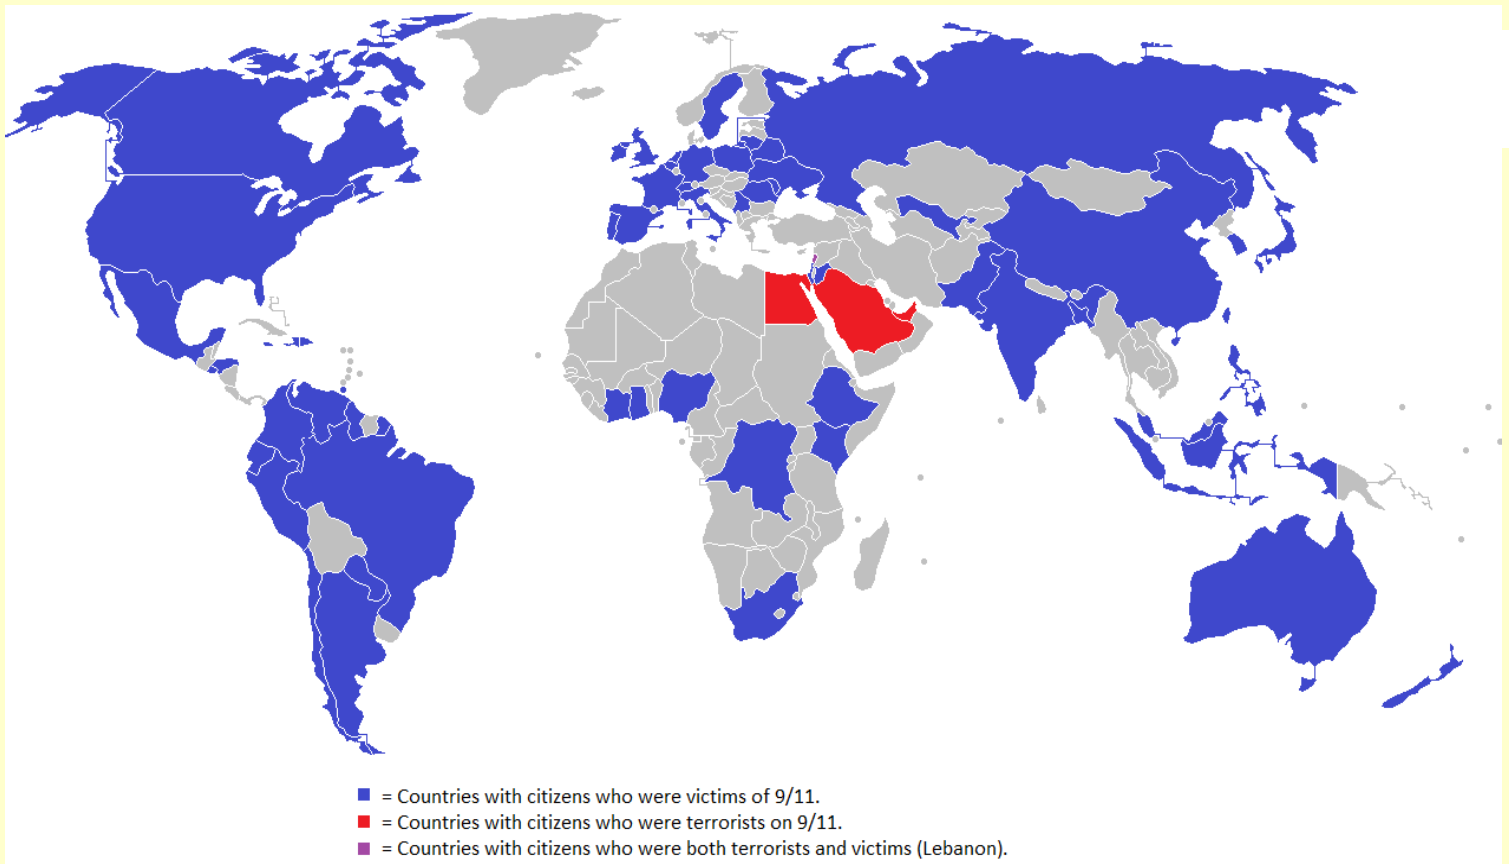 = Countries with citizens who were victims of 9/11.
= Countries with citizens who were terrorists on 9/11.
= Countries with citizens who were both terrorists and victims (Lebanon).